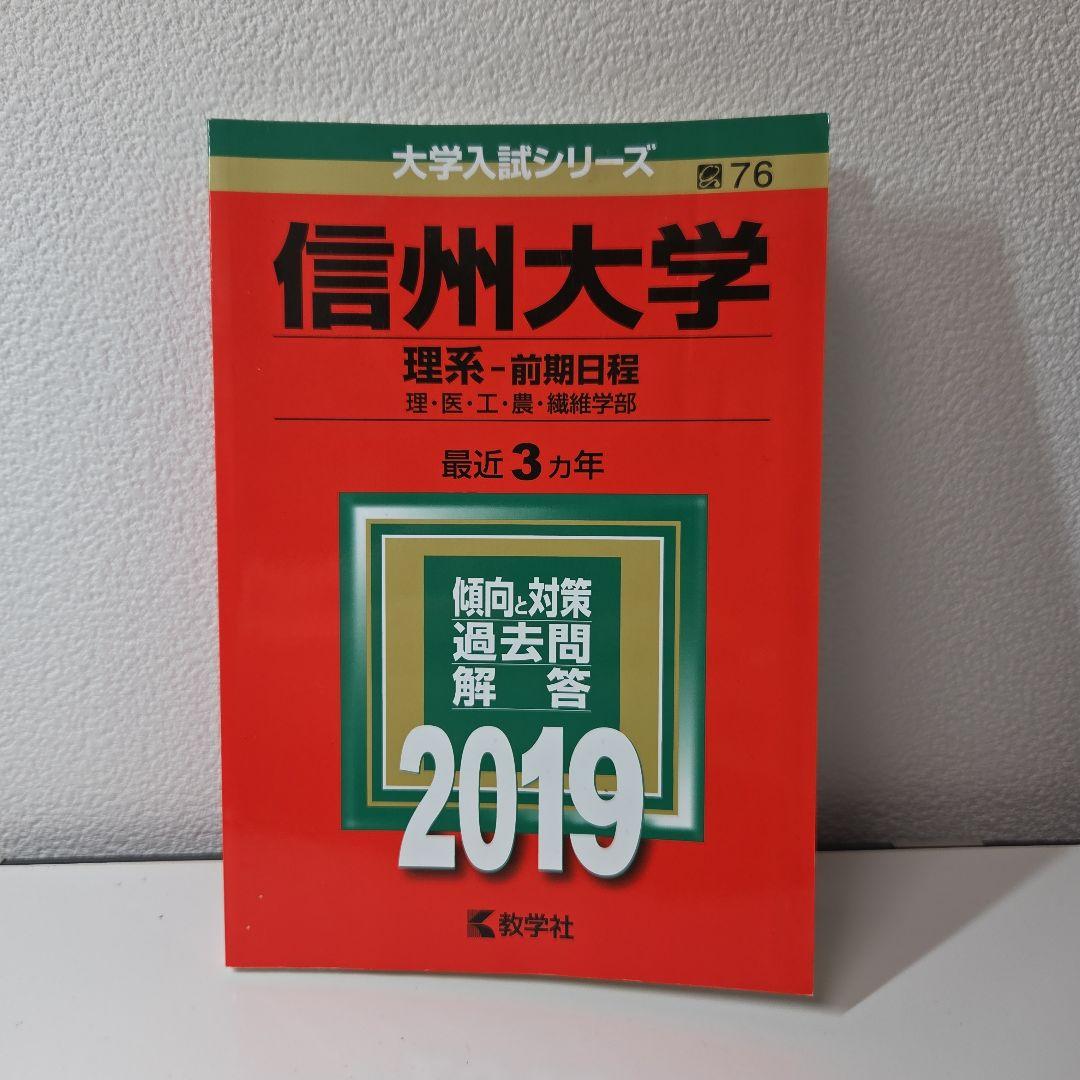 大学入試シリーズ
76
信州大学
理系-前期日程
理・医・工・農・繊維学部
最近3ヵ年
傾向と対策
過去問
解答
2019
教学社